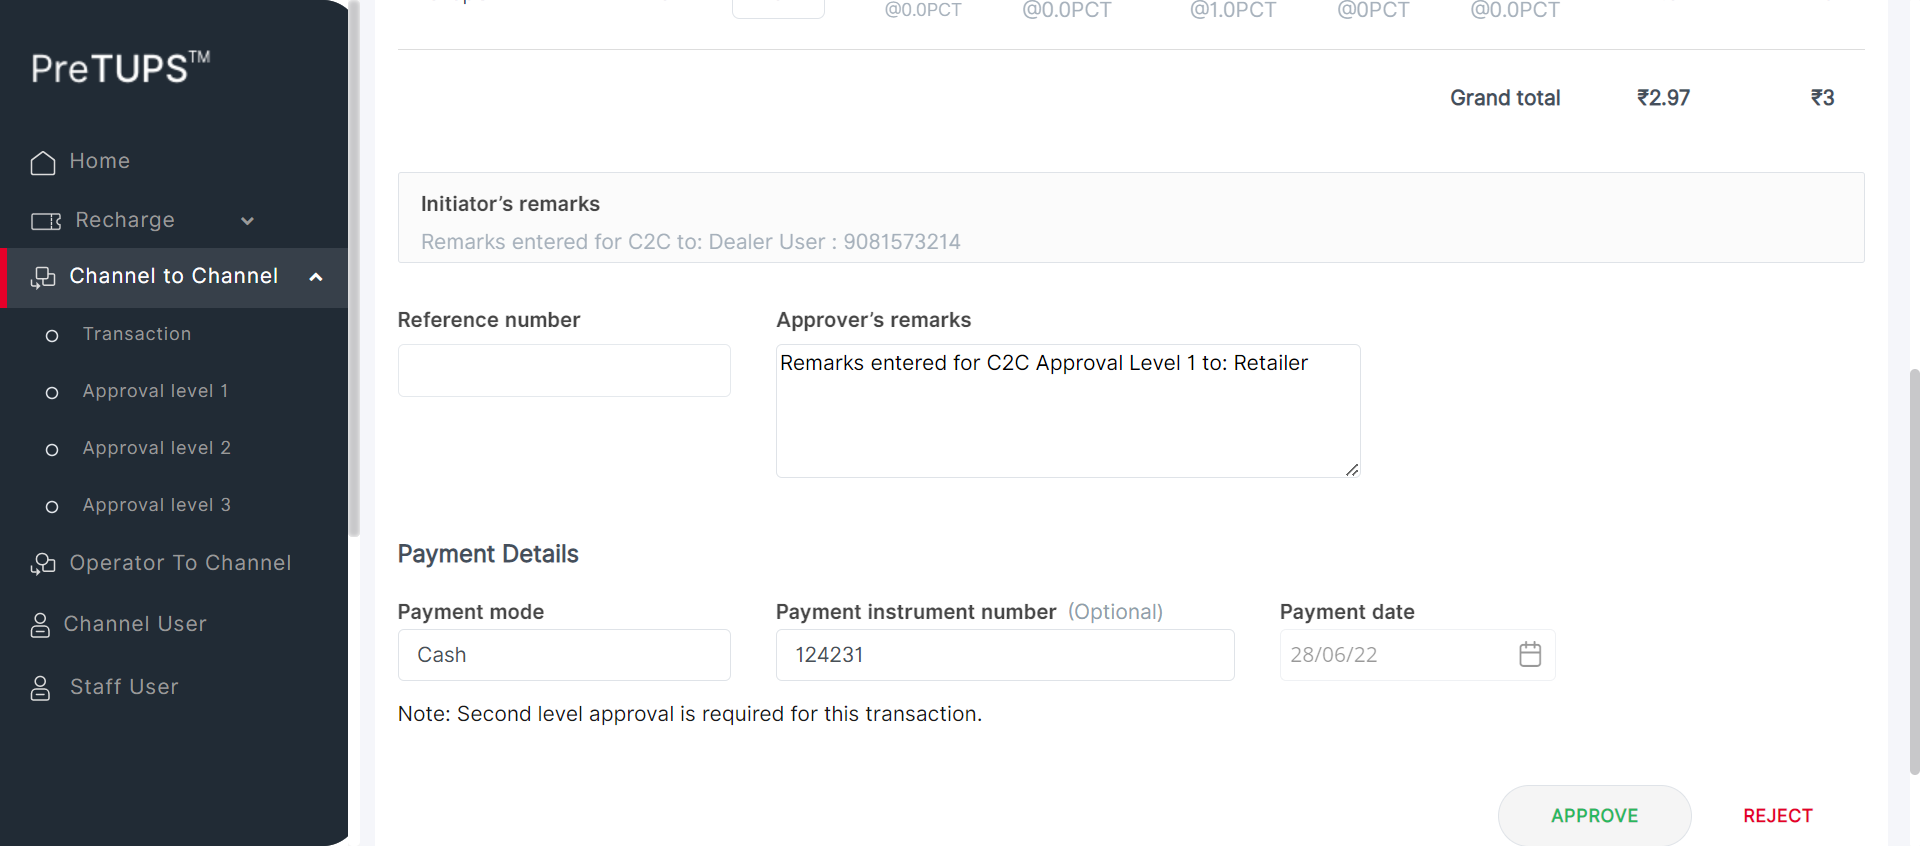 PreTUPS™
Home
Recharge
Channel to Channel
Transaction
Approval level 1
Approval level 2
Approval level 3
Operator To Channel
Channel User
Staff User
@0.0PCT @0.0PCT @1.0PCT @0PCT @0.0PCT
Grand total ₹2.97 ₹3
Initiator’s remarks
Remarks entered for C2C to: Dealer User : 9081573214
Reference number Approver’s remarks
Remarks entered for C2C Approval Level 1 to: Retailer
Payment Details
Payment mode Payment instrument number (Optional) Payment date
Cash 124231 28/06/22
Note: Second level approval is required for this transaction.
APPROVE REJECT